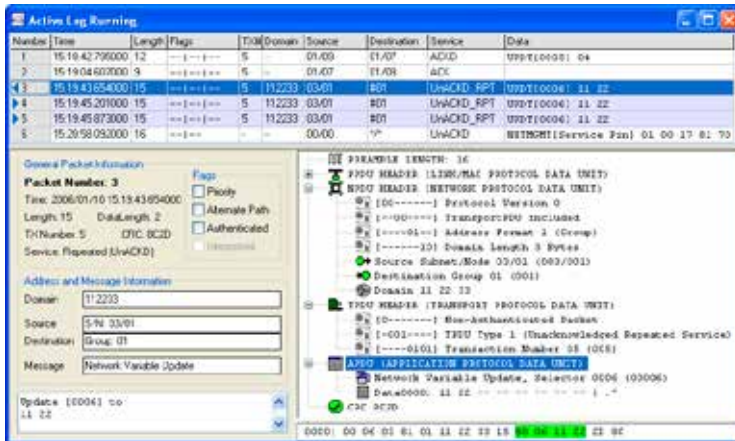 Active Log Running
Number Time Length Flags TX# Domain Source Destination Service Data
1 15:19:42.795000 12 --|--|-- 5 - 01/09 01/07 ACKD
2 15:19:04.607000 9 --|--|-- 5 - 01/07 01/09 ACK
3 15:19:43.654000 15 5 112233 03/01 #01 UnACKD_RPT UPDT[0006] 11 22
4 15:19:45.201000 15 --|--|-- 5 112233 03/01 #01 UnACKD_RPT UPDT[0006] 11 22
5 15:19:45.873000 15 --|--|-- 5 112233 03/01 #01 UnACKD_RPT UPDT[0006] 11 22
6 15:20:58.092000 16 --|--|-- - - 00/00 "*" UnACKD NETMGMT[Service Pin] 01 00 17 81 70
General Packet Information
Packet Number: 3
Time: 2006/01/10 15:19:43.654000
Length: 15 DataLength: 2
TXNumber: 5 CRC: 8C2D
Service: Repeated (UnACKD)
Flags
Priority
Alternate Path
Authenticated
Address and Message Information
Domain 112233
Source S/N: 03/01
Destination Group: 01
Message Network Variable Update
Update [0006] to
11 22
PREAMBLE LENGTH: 16
PPDU HEADER (LINK/MAC PROTOCOL DATA UNIT)
NPDU HEADER (NETWORK PROTOCOL DATA UNIT)
[00------] Protocol Version 0
[--00----] TransportPDU included
[----01--] Address Format 1 (Group)
[------10] Domain Length 3 Bytes
Source Subnet/Node 03/01 (003/001)
Destination Group 01 (001)
Domain 11 22 33
TPDU HEADER (TRANSPORT PROTOCOL DATA UNIT)
[0-------] Non-Authenticated Packet
[-001----] TPDU Type 1 (Unacknowledged Repeated Service)
[----0101] Transaction Number 05 (005)
APDU (APPLICATION PROTOCOL DATA UNIT)
Network Variable Update, Selector 0006 (00006)
Data0000: 11 22 -- -- -- -- -- -- | ."
CRC 8C2D